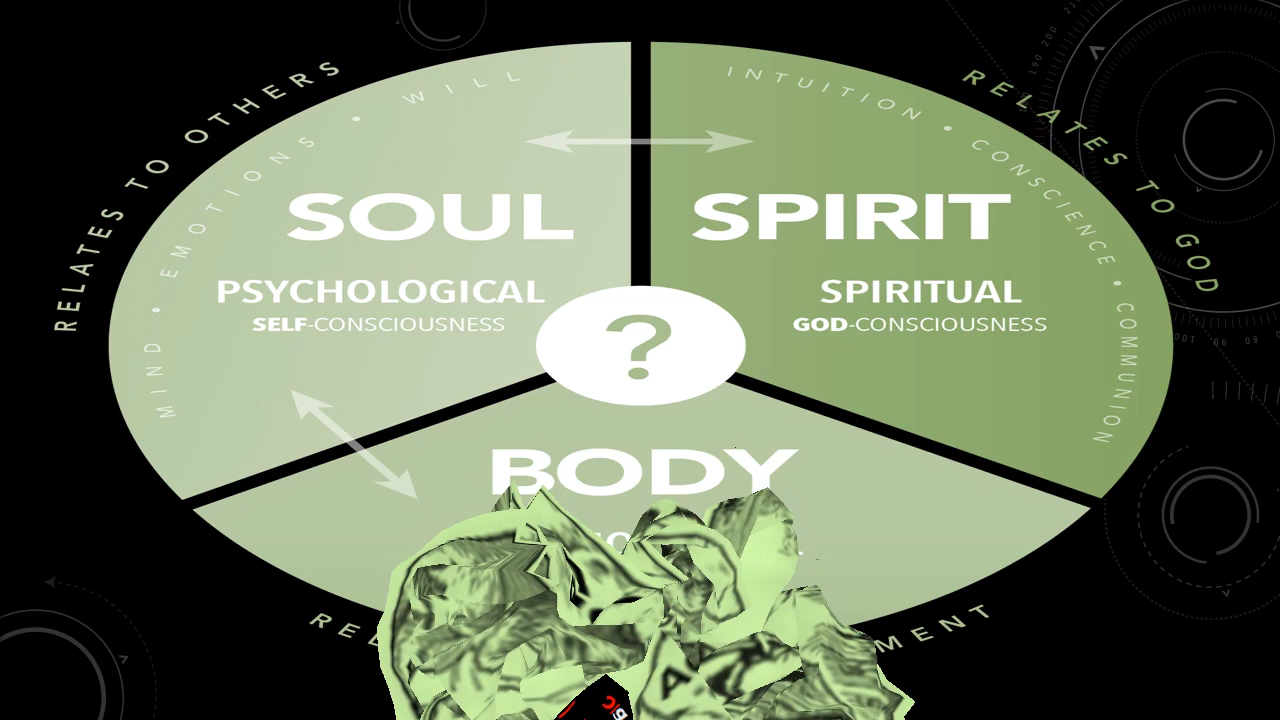 RELATES TO OTHERS
MIND • EMOTIONS • WILL
INTUITION • CONSCIENCE • COMMUNION
RELATES TO GOD
SOUL
PSYCHOLOGICAL
SELF-CONSCIOUSNESS
SPIRIT
SPIRITUAL
GOD-CONSCIOUSNESS
?
BODY